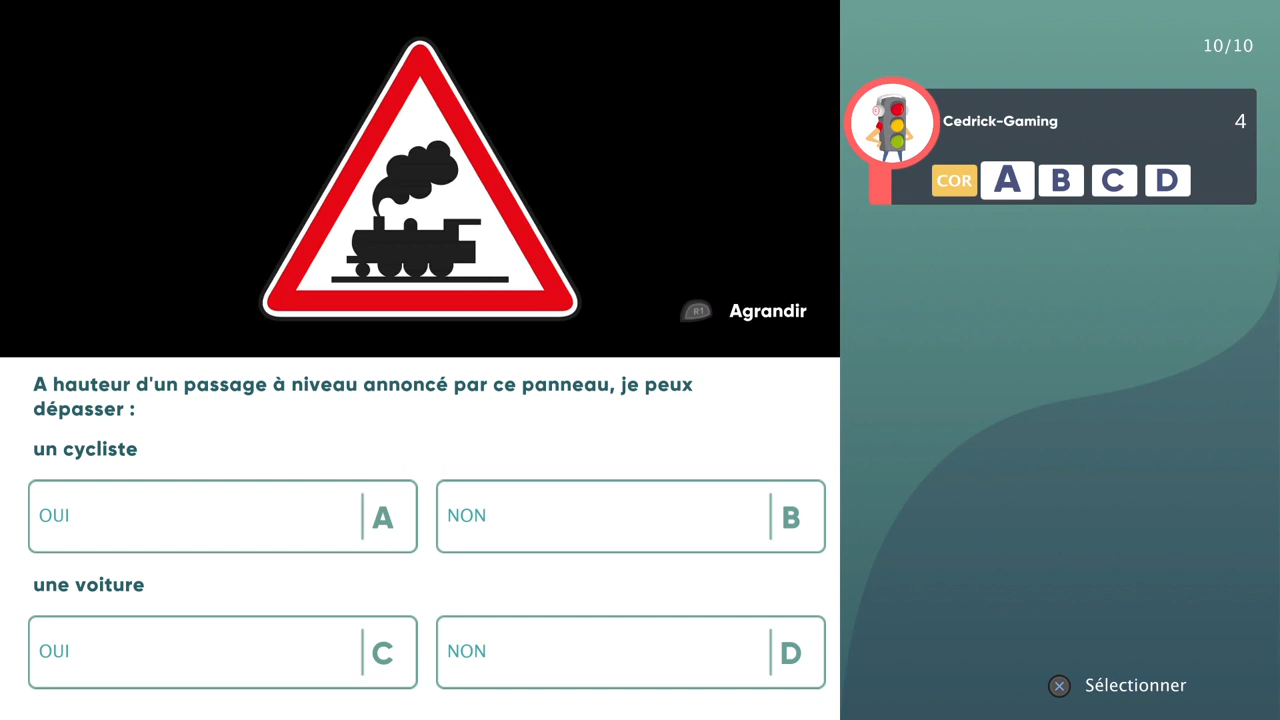 10/10
Cedrick-Gaming 4
COR A B C D
R1 Agrandir
A hauteur d'un passage à niveau annoncé par ce panneau, je peux
dépasser :
un cycliste
OUI A NON B
une voiture
OUI C NON D
Sélectionner